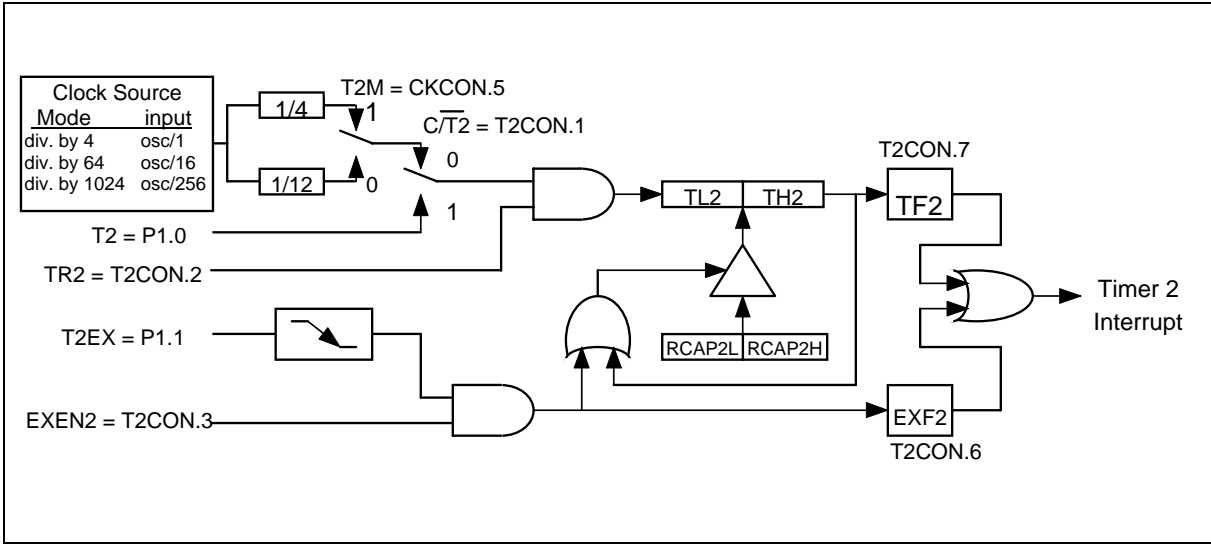 Clock Source
Mode input
div. by 4 osc/1
div. by 64 osc/16
div. by 1024 osc/256
1/4
1/12
T2M = CKCON.5
1
0
C/T2̅ = T2CON.1
0
1
T2 = P1.0
TR2 = T2CON.2
T2EX = P1.1
EXEN2 = T2CON.3
TL2 TH2
RCAP2L RCAP2H
T2CON.7
TF2
EXF2
T2CON.6
Timer 2
Interrupt